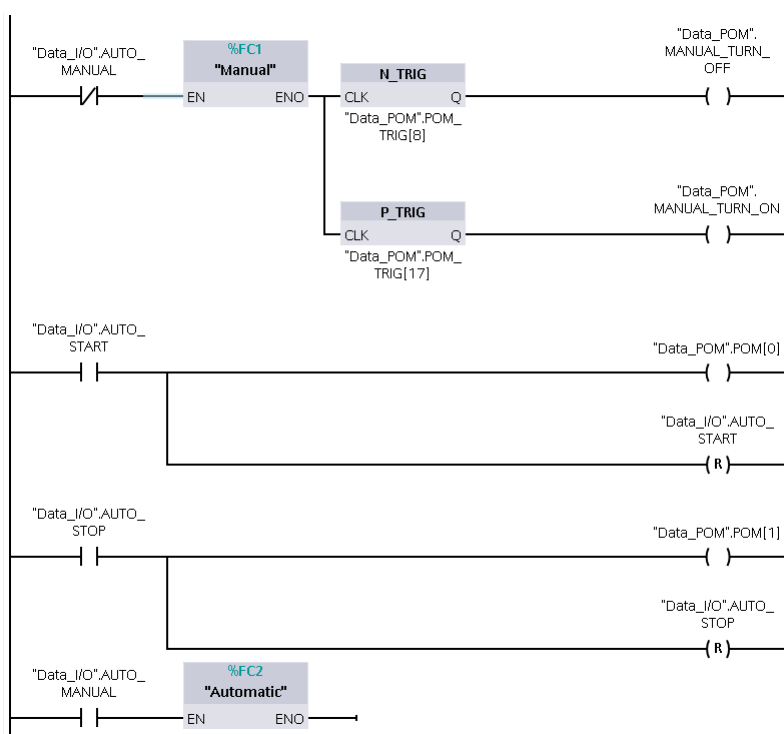 "Data_I/O".AUTO_
MANUAL
%FC1
"Manual"
EN ENO
N_TRIG
CLK Q
"Data_POM".POM_
TRIG[8]
"Data_POM".
MANUAL_TURN_
OFF
P_TRIG
CLK Q
"Data_POM".POM_
TRIG[17]
"Data_POM".
MANUAL_TURN_ON
"Data_I/O".AUTO_
START
"Data_POM".POM[0]
"Data_I/O".AUTO_
START
R
"Data_I/O".AUTO_
STOP
"Data_POM".POM[1]
"Data_I/O".AUTO_
STOP
R
"Data_I/O".AUTO_
MANUAL
%FC2
"Automatic"
EN ENO